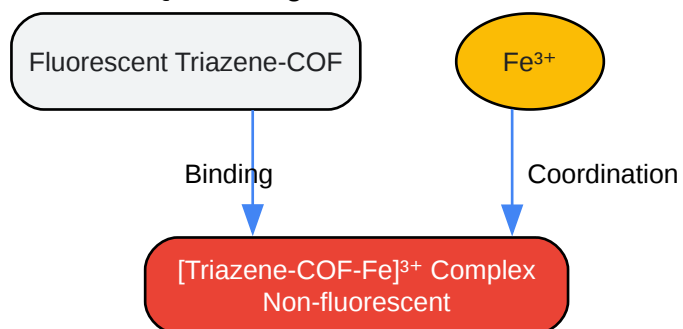 Fluorescent Triazene-COF
Fe³⁺
Binding
Coordination
[Triazene-COF-Fe]³⁺ Complex
Non-fluorescent